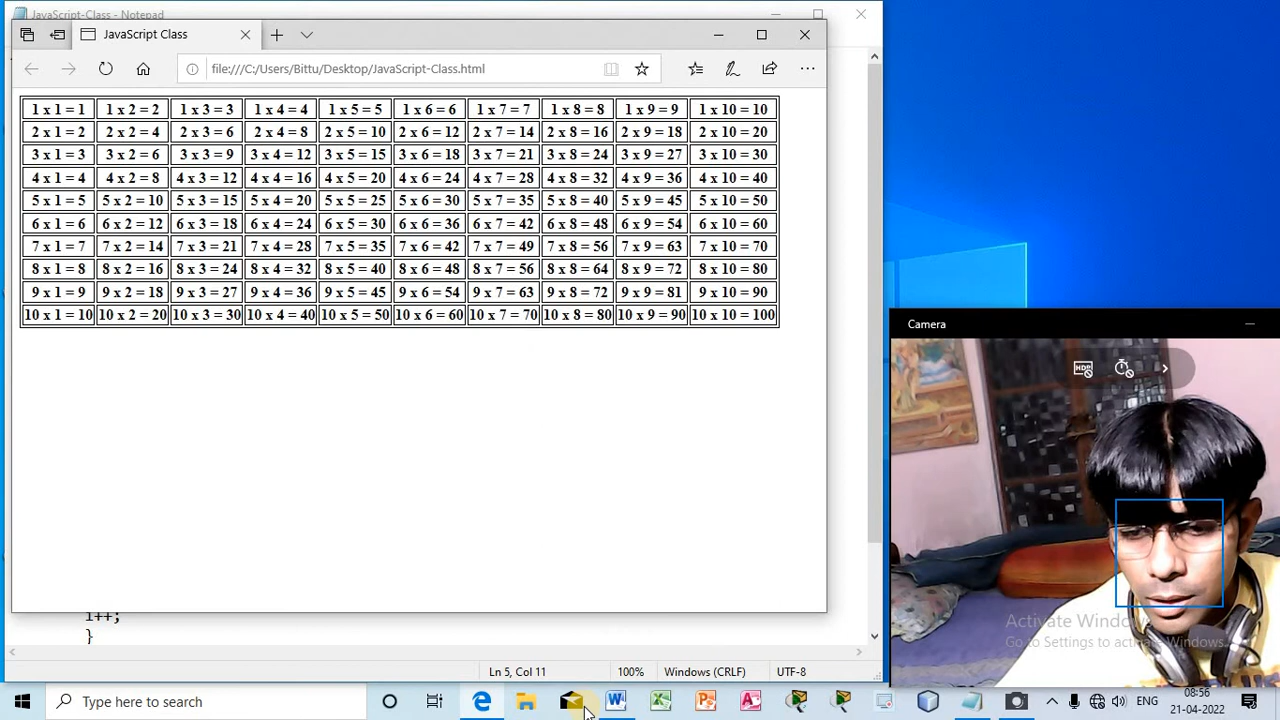 JavaScript-Class - Notepad
JavaScript Class
file:///C:/Users/Bittu/Desktop/JavaScript-Class.html
1 x 1 = 1 1 x 2 = 2 1 x 3 = 3 1 x 4 = 4 1 x 5 = 5 1 x 6 = 6 1 x 7 = 7 1 x 8 = 8 1 x 9 = 9 1 x 10 = 10
2 x 1 = 2 2 x 2 = 4 2 x 3 = 6 2 x 4 = 8 2 x 5 = 10 2 x 6 = 12 2 x 7 = 14 2 x 8 = 16 2 x 9 = 18 2 x 10 = 20
3 x 1 = 3 3 x 2 = 6 3 x 3 = 9 3 x 4 = 12 3 x 5 = 15 3 x 6 = 18 3 x 7 = 21 3 x 8 = 24 3 x 9 = 27 3 x 10 = 30
4 x 1 = 4 4 x 2 = 8 4 x 3 = 12 4 x 4 = 16 4 x 5 = 20 4 x 6 = 24 4 x 7 = 28 4 x 8 = 32 4 x 9 = 36 4 x 10 = 40
5 x 1 = 5 5 x 2 = 10 5 x 3 = 15 5 x 4 = 20 5 x 5 = 25 5 x 6 = 30 5 x 7 = 35 5 x 8 = 40 5 x 9 = 45 5 x 10 = 50
6 x 1 = 6 6 x 2 = 12 6 x 3 = 18 6 x 4 = 24 6 x 5 = 30 6 x 6 = 36 6 x 7 = 42 6 x 8 = 48 6 x 9 = 54 6 x 10 = 60
7 x 1 = 7 7 x 2 = 14 7 x 3 = 21 7 x 4 = 28 7 x 5 = 35 7 x 6 = 42 7 x 7 = 49 7 x 8 = 56 7 x 9 = 63 7 x 10 = 70
8 x 1 = 8 8 x 2 = 16 8 x 3 = 24 8 x 4 = 32 8 x 5 = 40 8 x 6 = 48 8 x 7 = 56 8 x 8 = 64 8 x 9 = 72 8 x 10 = 80
9 x 1 = 9 9 x 2 = 18 9 x 3 = 27 9 x 4 = 36 9 x 5 = 45 9 x 6 = 54 9 x 7 = 63 9 x 8 = 72 9 x 9 = 81 9 x 10 = 90
10 x 1 = 10 10 x 2 = 20 10 x 3 = 30 10 x 4 = 40 10 x 5 = 50 10 x 6 = 60 10 x 7 = 70 10 x 8 = 80 10 x 9 = 90 10 x 10 = 100
i++;
}
Ln 5, Col 11 100% Windows (CRLF) UTF-8
Camera
HDR
Activate Windows
Go to Settings to activate Windows.
Type here to search
ENG
08:56
21-04-2022